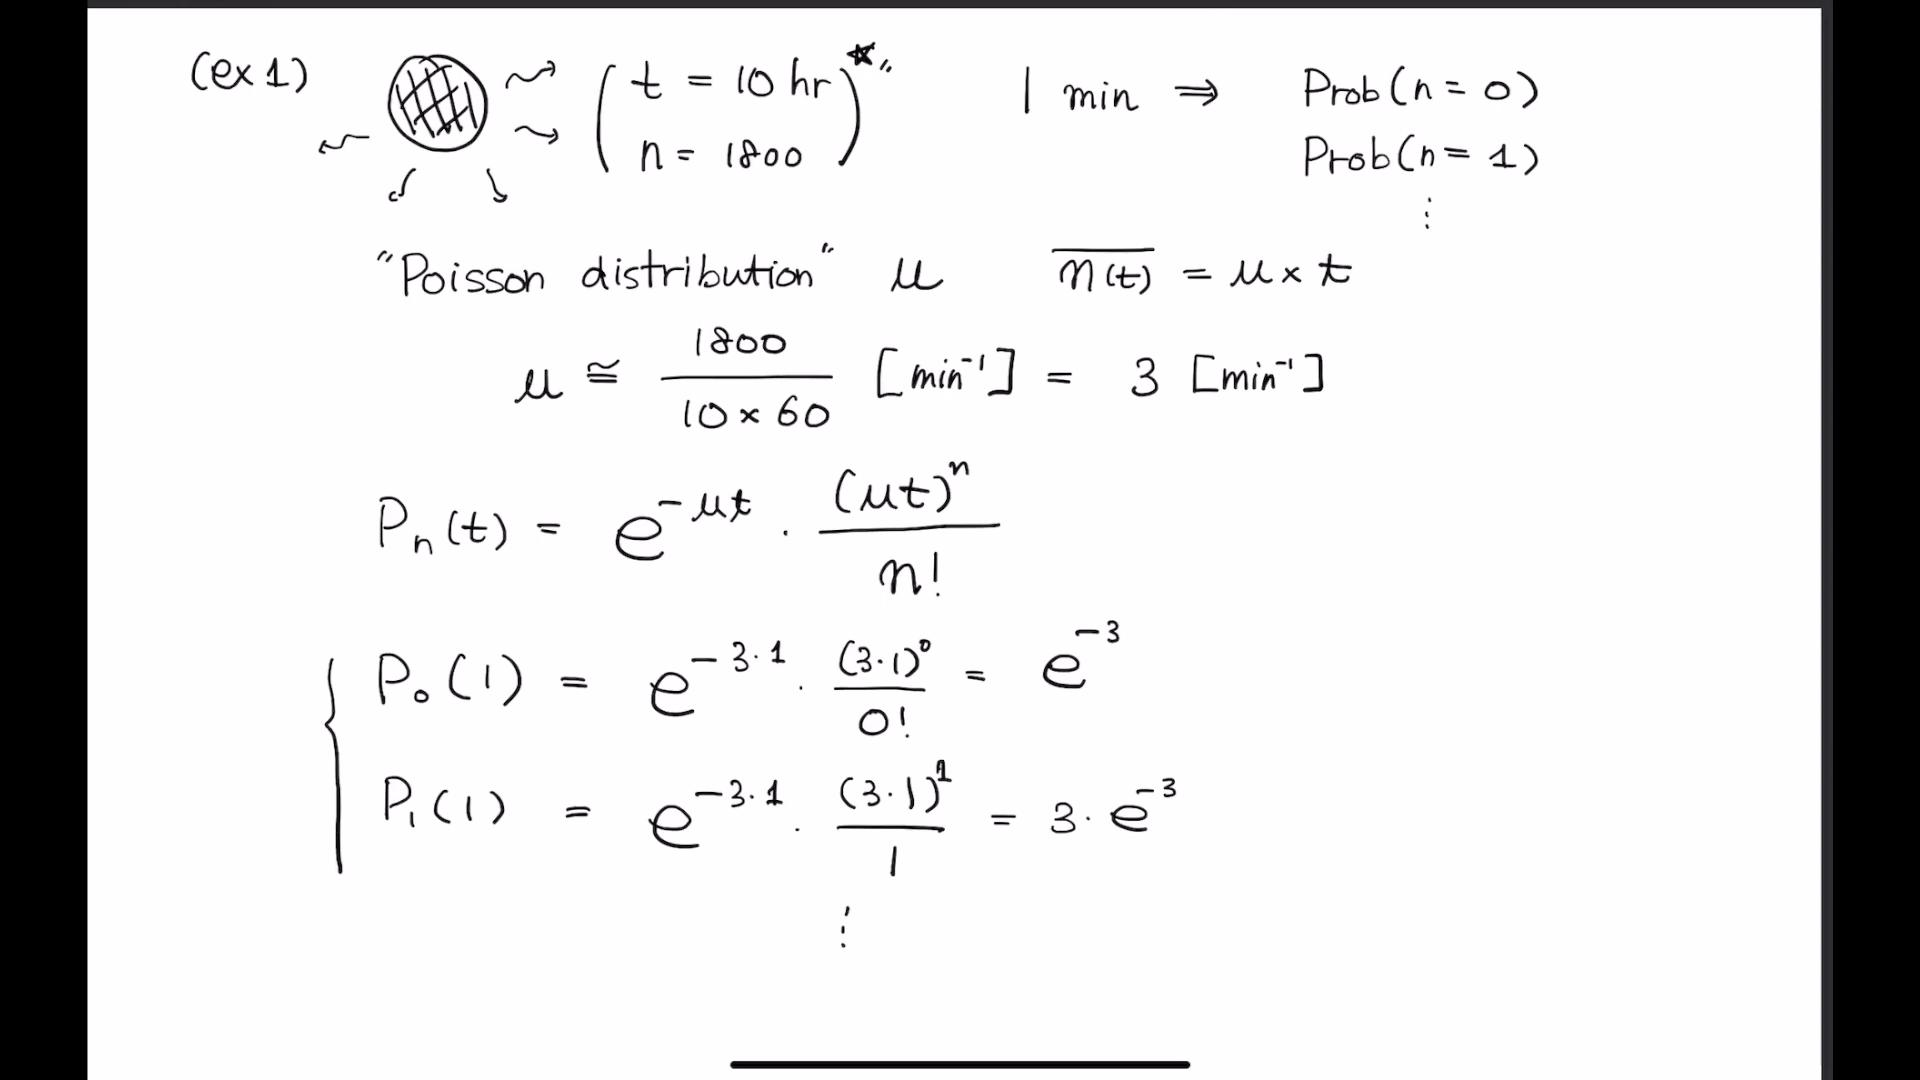 (ex 1) ( t = 10 hr n = 1800 )*,, 1 min ⇒ Prob(n = 0)
Prob(n = 1)
⋮
"Poisson distribution" μ n(t)‾ = μ × t
μ ≅ 1800 / 10 × 60 [min⁻¹] = 3 [min⁻¹]
Pₙ(t) = e^-μt · (μt)^n / n!
P₀(1) = e^-3·1 · (3·1)^0 / 0! = e^-3
P₁(1) = e^-3·1 · (3·1)^1 / 1 = 3 · e^-3
⋮